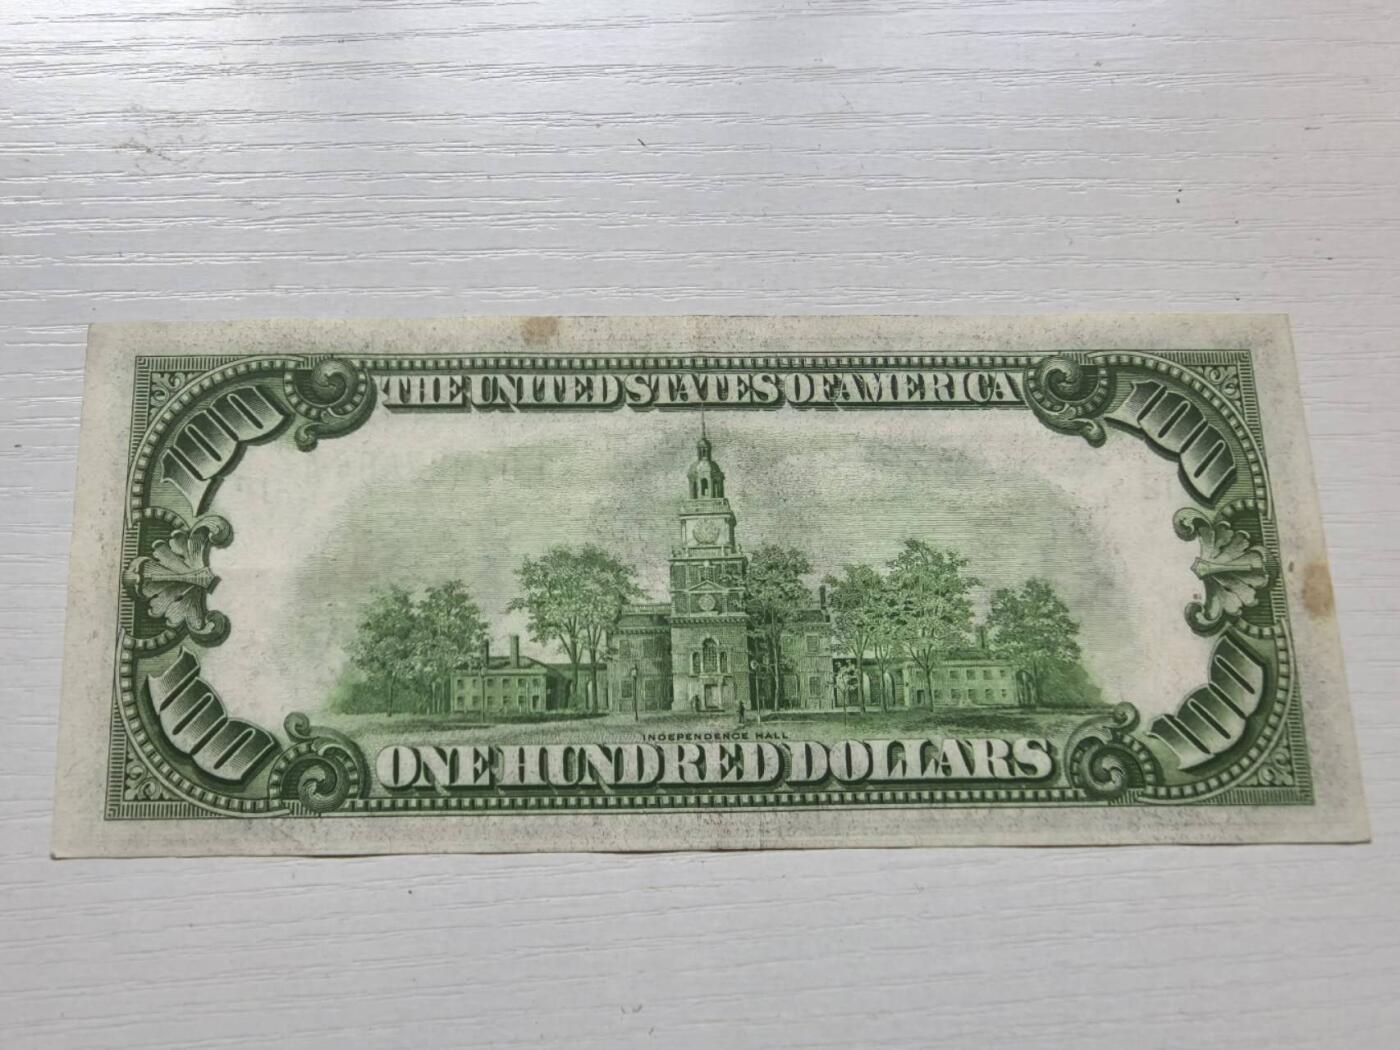 THE UNITED STATES OF AMERICA
100 100
100 100
INDEPENDENCE HALL
ONE HUNDRED DOLLARS